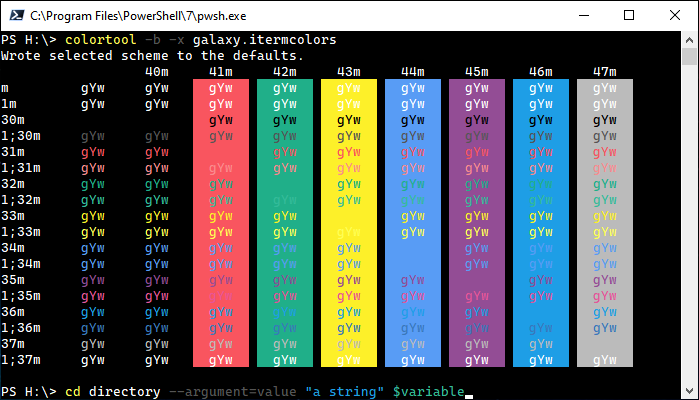 C:\Program Files\PowerShell\7\pwsh.exe
PS H:\> colortool -b -x galaxy.itermcolors
Wrote selected scheme to the defaults.
40m 41m 42m 43m 44m 45m 46m 47m
m gYw gYw gYw gYw gYw gYw gYw gYw gYw
1m gYw gYw gYw gYw gYw gYw gYw gYw gYw
30m gYw gYw gYw gYw gYw gYw gYw
1;30m gYw gYw gYw gYw gYw gYw gYw gYw gYw
31m gYw gYw gYw gYw gYw gYw gYw gYw
1;31m gYw gYw gYw gYw gYw gYw gYw gYw gYw
32m gYw gYw gYw gYw gYw gYw gYw gYw
1;32m gYw gYw gYw gYw gYw gYw gYw gYw gYw
33m gYw gYw gYw gYw gYw gYw gYw gYw
1;33m gYw gYw gYw gYw gYw gYw gYw gYw gYw
34m gYw gYw gYw gYw gYw gYw gYw gYw
1;34m gYw gYw gYw gYw gYw gYw gYw gYw
35m gYw gYw gYw gYw gYw gYw gYw gYw
1;35m gYw gYw gYw gYw gYw gYw gYw gYw gYw
36m gYw gYw gYw gYw gYw gYw gYw gYw
1;36m gYw gYw gYw gYw gYw gYw gYw gYw gYw
37m gYw gYw gYw gYw gYw gYw gYw gYw
1;37m gYw gYw gYw gYw gYw gYw gYw gYw gYw
PS H:\> cd directory --argument=value "a string" $variable